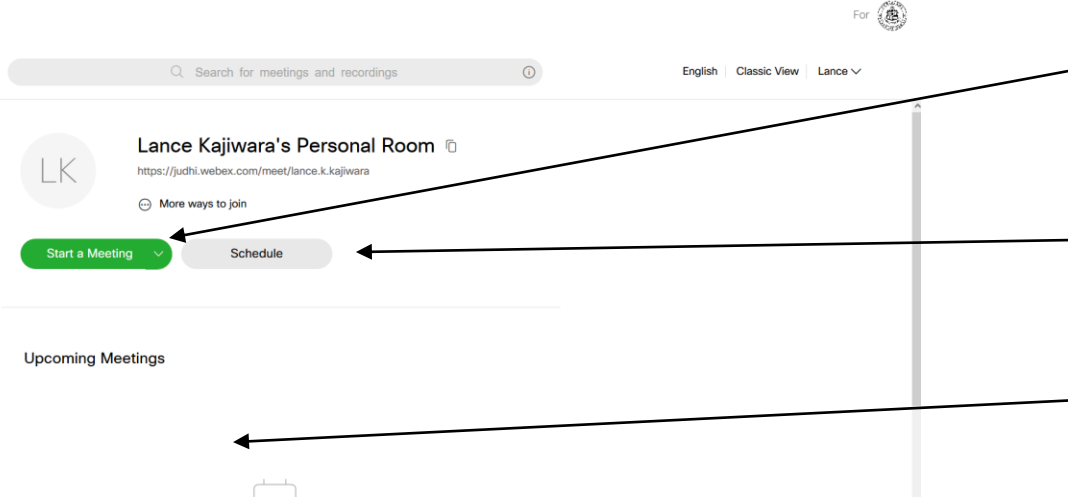 For
Search for meetings and recordings
English Classic View Lance
LK
Lance Kajiwara's Personal Room
https://judhi.webex.com/meet/lance.k.kajiwara
More ways to join
Start a Meeting
Schedule
Upcoming Meetings